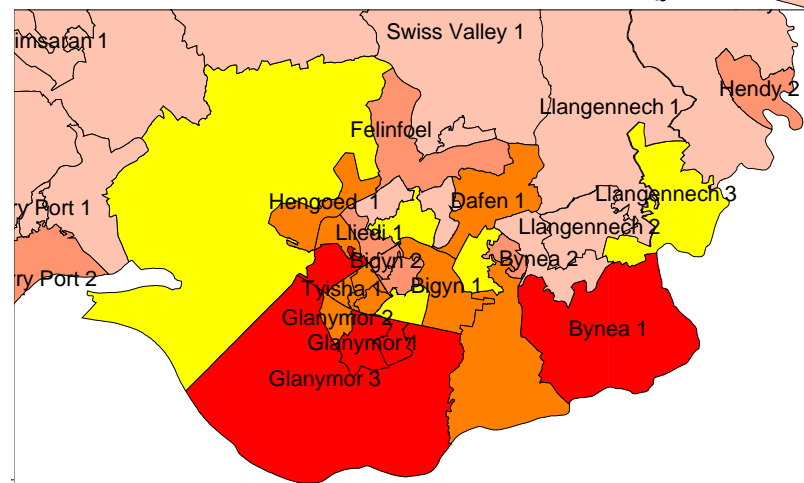 Swiss Valley 1
imsaran 1
Hendy 2
Llangennech 1
Felinfoel
Llangennech 3
Hengoed 1
Dafen 1
ry Port 1
Llangennech 2
Lliedi 1
Bigyn 2
Bynea 2
ry Port 2
Tyisha 1
Bigyn 1
Glanymor 2
Bynea 1
Glanymor 1
Glanymor 3